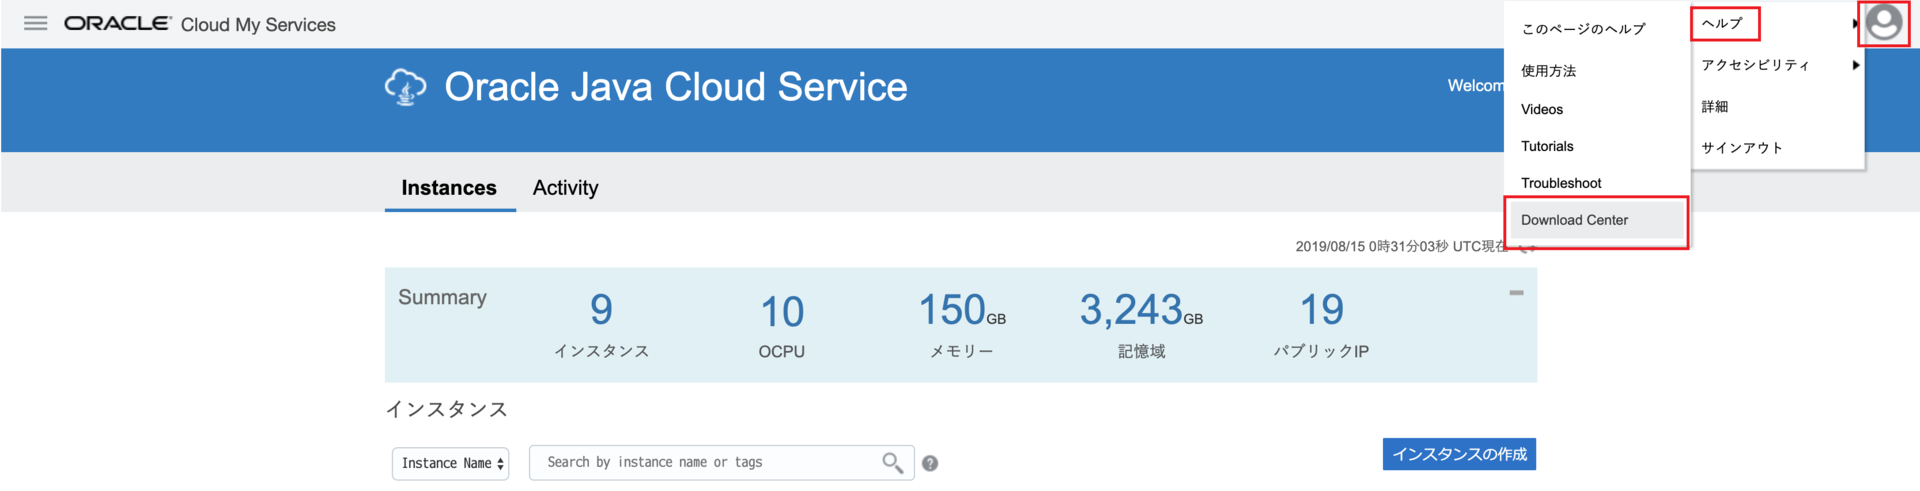 ORACLE Cloud My Services
Oracle Java Cloud Service
Welcom
ヘルプ
アクセシビリティ
詳細
サインアウト
このページのヘルプ
使用方法
Videos
Tutorials
Troubleshoot
Download Center
Instances
Activity
2019/08/15 0時31分03秒 UTC現在
Summary
9
インスタンス
10
OCPU
150GB
メモリー
3,243GB
記憶域
19
パブリックIP
インスタンス
Instance Name
Search by instance name or tags
?
インスタンスの作成